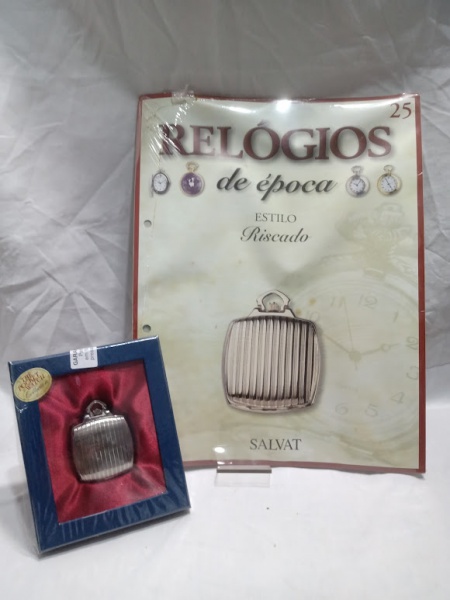 25
RELÓGIOS
de época
ESTILO
Riscado
SALVAT